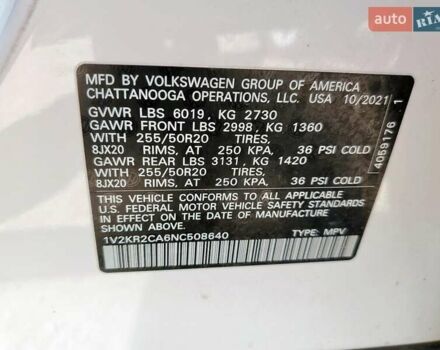 auto RIA
MFD BY VOLKSWAGEN GROUP OF AMERICA
CHATTANOOGA OPERATIONS, LLC. USA 10/2021
GVWR LBS 6019, KG 2730
GAWR FRONT LBS 2998, KG 1360
WITH 255/50R20 TIRES,
8JX20 RIMS, AT 250 KPA, 36 PSI COLD
GAWR REAR LBS 3131, KG 1420
WITH 255/50R20 TIRES,
8JX20 RIMS, AT 250 KPA, 36 PSI COLD
THIS VEHICLE CONFORMS TO ALL APPLICABLE
U.S. FEDERAL MOTOR VEHICLE SAFETY STANDARDS
IN EFFECT ON THE DATE OF MANUFACTURE
SHOWN ABOVE.
1V2KR2CA6NC508640 TYPE: MPV
4059176 1